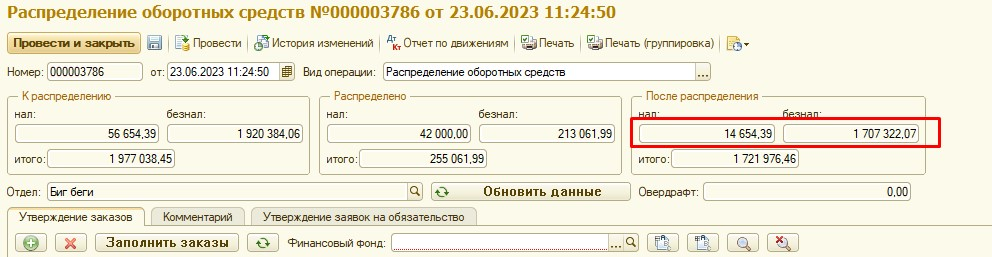 Распределение оборотных средств №000003786 от 23.06.2023 11:24:50
Провести и закрыть Провести История изменений Дт Кт Отчет по движениям Печать Печать (группировка)
Номер: 000003786 от: 23.06.2023 11:24:50 Вид операции: Распределение оборотных средств ...
К распределению Распределено После распределения
нал: безнал: нал: безнал: нал: безнал:
56 654,39 1 920 384,06 42 000,00 213 061,99 14 654,39 1 707 322,07
итого: 1 977 038,45 итого: 255 061,99 итого: 1 721 976,46
Отдел: Биг беги Обновить данные Овердрафт: 0,00
Утверждение заказов Комментарий Утверждение заявок на обязательство
Заполнить заказы Финансовый фонд: ...